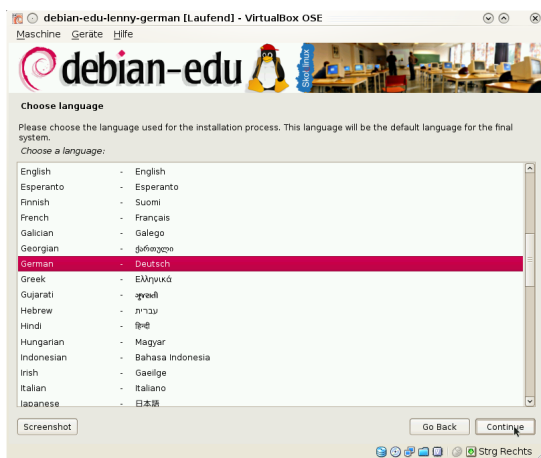 debian-edu-lenny-german [Laufend] - VirtualBox OSE
Maschine Geräte Hilfe
debian-edu
Skolelinux
Choose language
Please choose the language used for the installation process. This language will be the default language for the final
system.
Choose a language:
English - English
Esperanto - Esperanto
Finnish - Suomi
French - Français
Galician - Galego
Georgian - ქართული
German - Deutsch
Greek - Ελληνικά
Gujarati - ગુજરાતી
Hebrew - עברית
Hindi - हिन्दी
Hungarian - Magyar
Indonesian - Bahasa Indonesia
Irish - Gaeilge
Italian - Italiano
Japanese - 日本語
Screenshot Go Back Continue
Strg Rechts